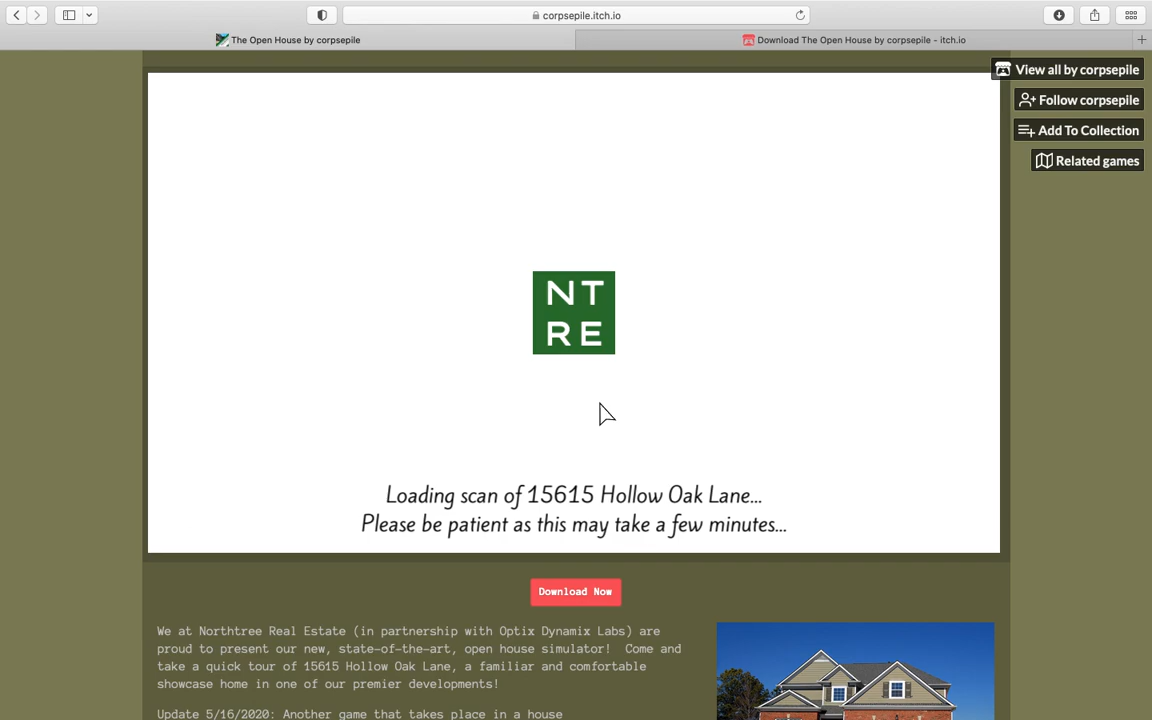 corpsepile.itch.io
The Open House by corpsepile
Download The Open House by corpsepile - itch.io
View all by corpsepile
Follow corpsepile
Add To Collection
Related games
NT
RE
Loading scan of 15615 Hollow Oak Lane...
Please be patient as this may take a few minutes...
Download Now
We at Northtree Real Estate (in partnership with Optix Dynamix Labs) are
proud to present our new, state-of-the-art, open house simulator! Come and
take a quick tour of 15615 Hollow Oak Lane, a familiar and comfortable
showcase home in one of our premier developments!
Update 5/16/2020: Another game that takes place in a house